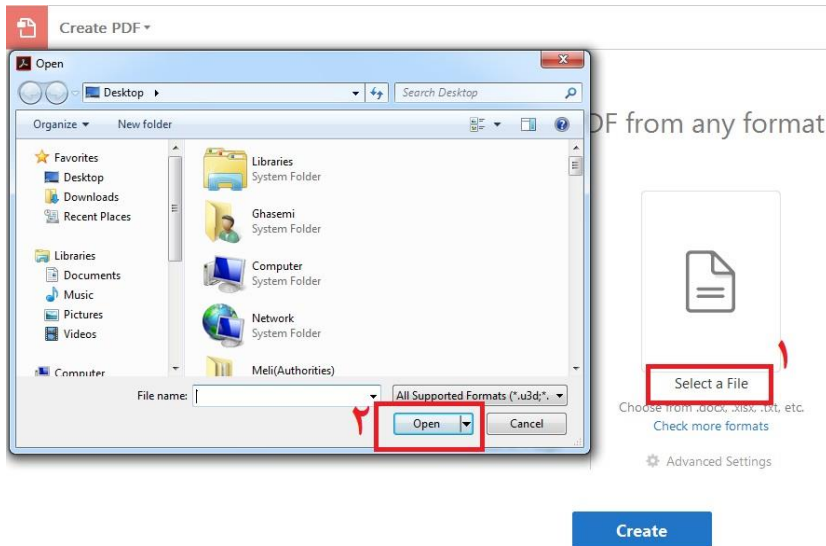 Create PDF
Open
Desktop
Search Desktop
Organize
New folder
Favorites
Desktop
Downloads
Recent Places
Libraries
Documents
Music
Pictures
Videos
Computer
Libraries
System Folder
Ghasemi
System Folder
Computer
System Folder
Network
System Folder
Meli(Authorities)
File name:
All Supported Formats (*.u3d;*.
۲
Open
Cancel
DF from any format
۱
Select a File
Choose from .docx, .xlsx, .txt, etc.
Check more formats
Advanced Settings
Create